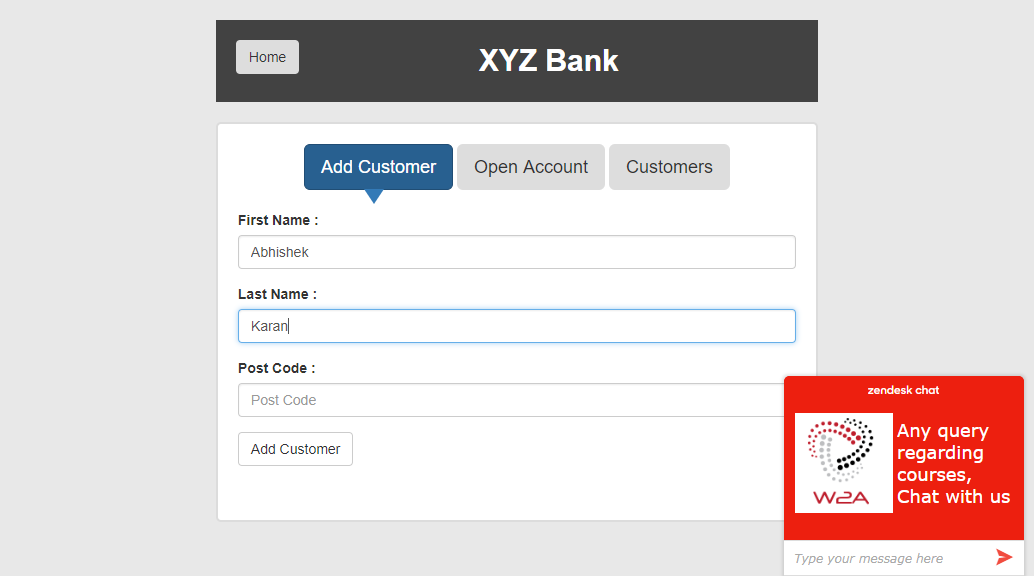 Home
XYZ Bank
Add Customer
Open Account
Customers
First Name :
Abhishek
Last Name :
Karan
Post Code :
Post Code
Add Customer
zendesk chat
W2A
Any query
regarding
courses,
Chat with us
Type your message here